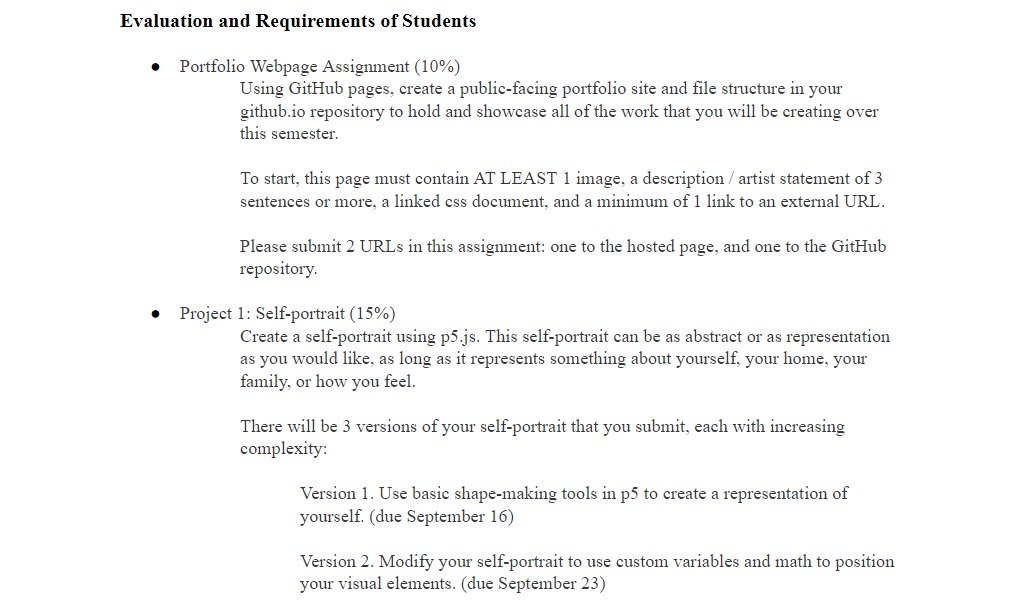 Evaluation and Requirements of Students
● Portfolio Webpage Assignment (10%)
Using GitHub pages, create a public-facing portfolio site and file structure in your
github.io repository to hold and showcase all of the work that you will be creating over
this semester.
To start, this page must contain AT LEAST 1 image, a description / artist statement of 3
sentences or more, a linked css document, and a minimum of 1 link to an external URL.
Please submit 2 URLs in this assignment: one to the hosted page, and one to the GitHub
repository.
● Project 1: Self-portrait (15%)
Create a self-portrait using p5.js. This self-portrait can be as abstract or as representation
as you would like, as long as it represents something about yourself, your home, your
family, or how you feel.
There will be 3 versions of your self-portrait that you submit, each with increasing
complexity:
Version 1. Use basic shape-making tools in p5 to create a representation of
yourself. (due September 16)
Version 2. Modify your self-portrait to use custom variables and math to position
your visual elements. (due September 23)